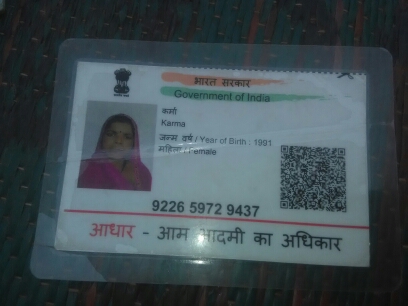 भारत सरकार
Government of India
कर्मा
Karma
जन्म वर्ष / Year of Birth : 1991
महिला / Female
9226 5972 9437
आधार - आम आदमी का अधिकार